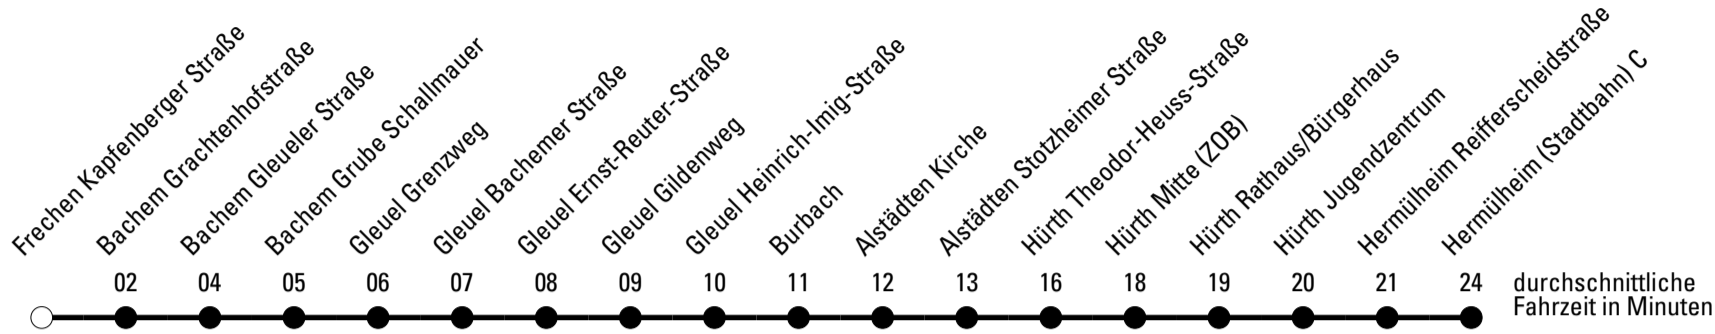 Frechen Kapfenberger Straße
Bachem Grachtenhofstraße
Bachem Gleueler Straße
Bachem Grube Schallmauer
Gleuel Grenzweg
Gleuel Bachemer Straße
Gleuel Ernst-Reuter-Straße
Gleuel Gildenweg
Gleuel Heinrich-Imig-Straße
Burbach
Alstädten Kirche
Alstädten Stotzheimer Straße
Hürth Theodor-Heuss-Straße
Hürth Mitte (ZOB)
Hürth Rathaus/Bürgerhaus
Hürth Jugendzentrum
Hermülheim Reifferscheidstraße
Hermülheim (Stadtbahn) C
02 04 05 06 07 08 09 10 11 12 13 16 18 19 20 21 24
durchschnittliche
Fahrzeit in Minuten